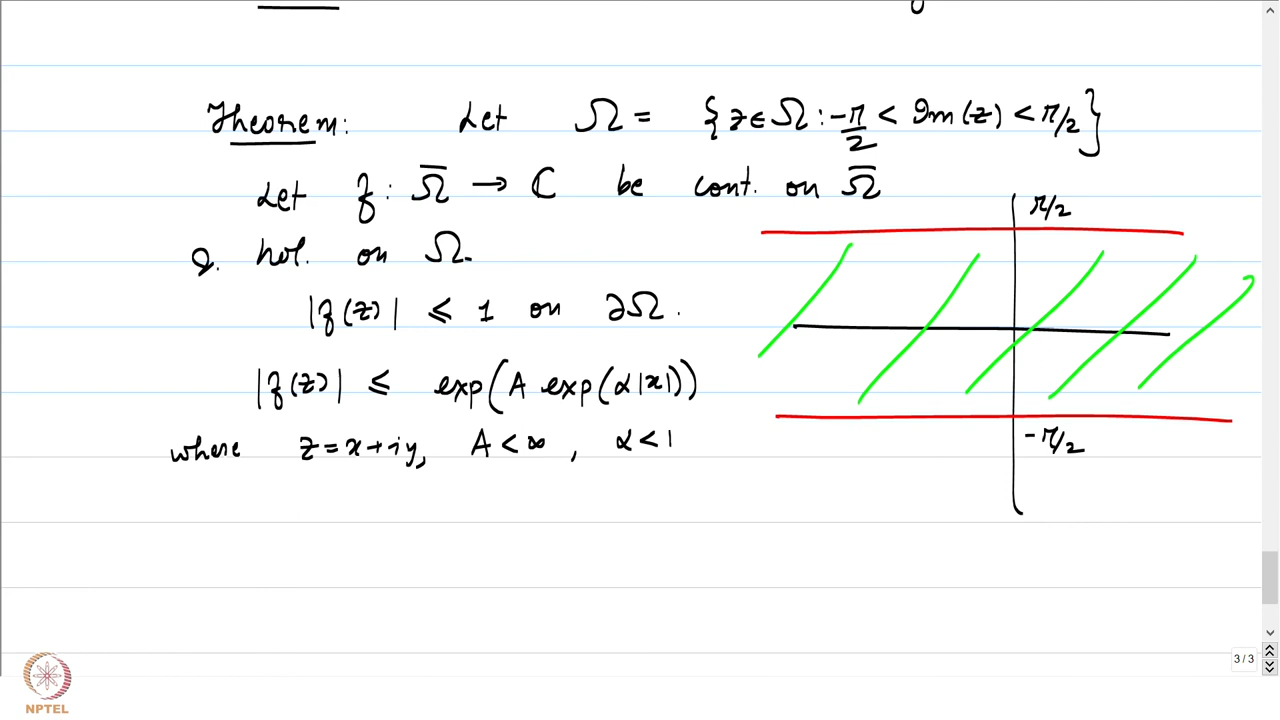 Theorem: Let Ω = {z ∈ Ω : -π/2 < Im(z) < π/2}
Let f : Ω̅ → ℂ be cont. on Ω̅
& hol. on Ω.
|f(z)| ≤ 1 on ∂Ω.
|f(z)| ≤ exp(A exp(α|x|))
where z = x+iy, A < ∞, α < 1
π/2
-π/2
3 / 3
NPTEL